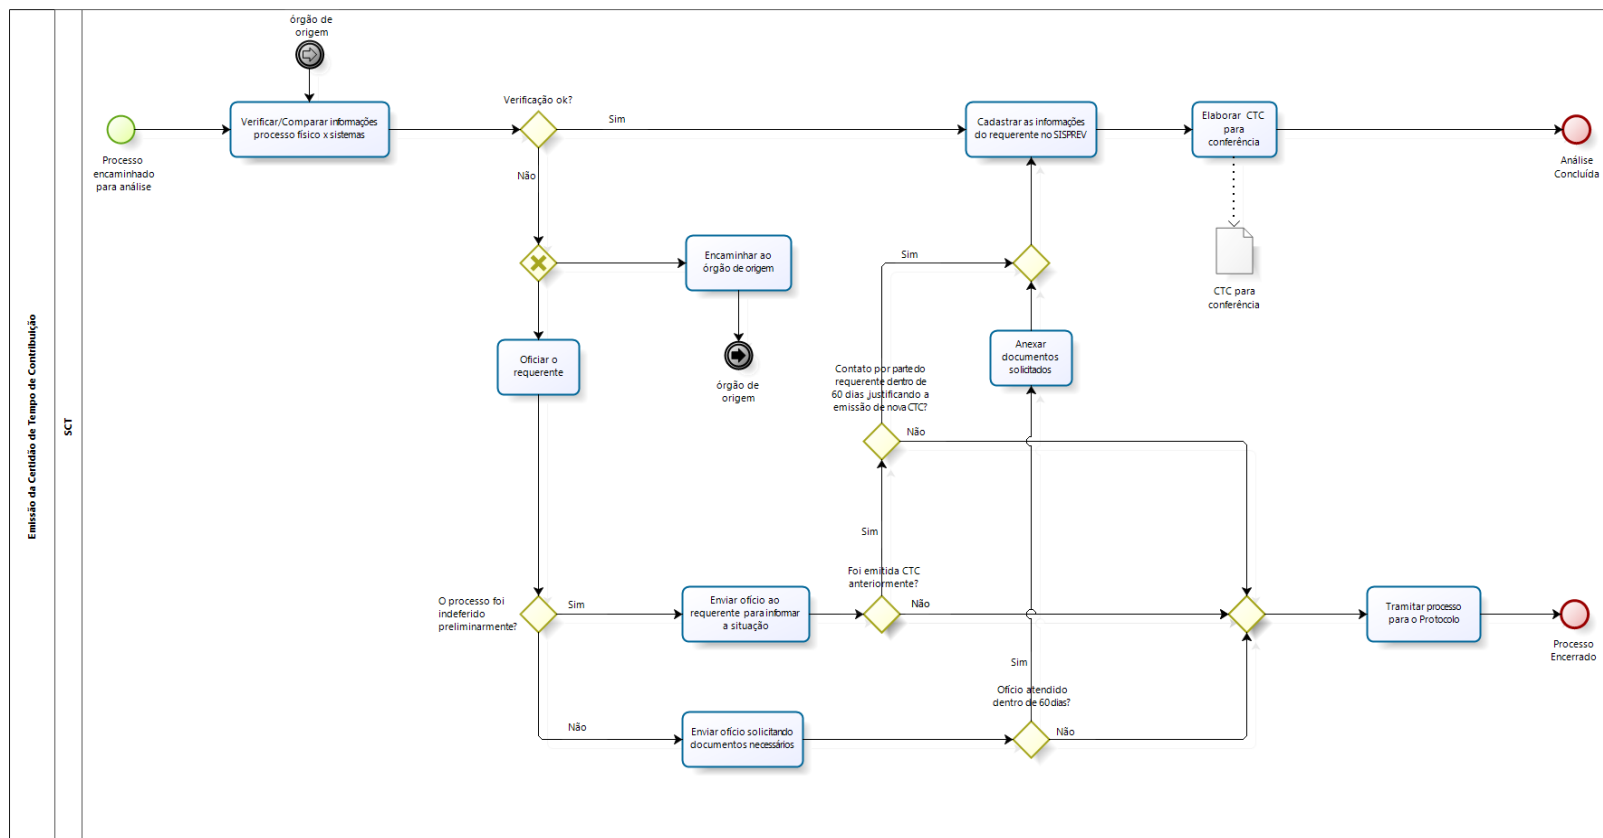 Emissão da Certidão de Tempo de Contribuição
SCT
órgão de
origem
Processo
encaminhado
para análise
Verificar/Comparar informações
processo físico x sistemas
Verificação ok?
Sim
Não
Cadastrar as informações
do requerente no SISPREV
Elaborar CTC
para
conferência
Análise
Concluída
CTC para
conferência
Encaminhar ao
órgão de origem
órgão de
origem
Oficiar o
requerente
Sim
Anexar
documentos
solicitados
Contato por parte do
requerente dentro de
60 dias ,justificando a
emissão de nova CTC?
Não
Sim
Foi emitida CTC
anteriormente?
Não
O processo foi
indeferido
preliminarmente?
Sim
Enviar ofício ao
requerente para informar
a situação
Tramitar processo
para o Protocolo
Processo
Encerrado
Não
Enviar ofício solicitando
documentos necessários
Sim
Ofício atendido
dentro de 60 dias?
Não